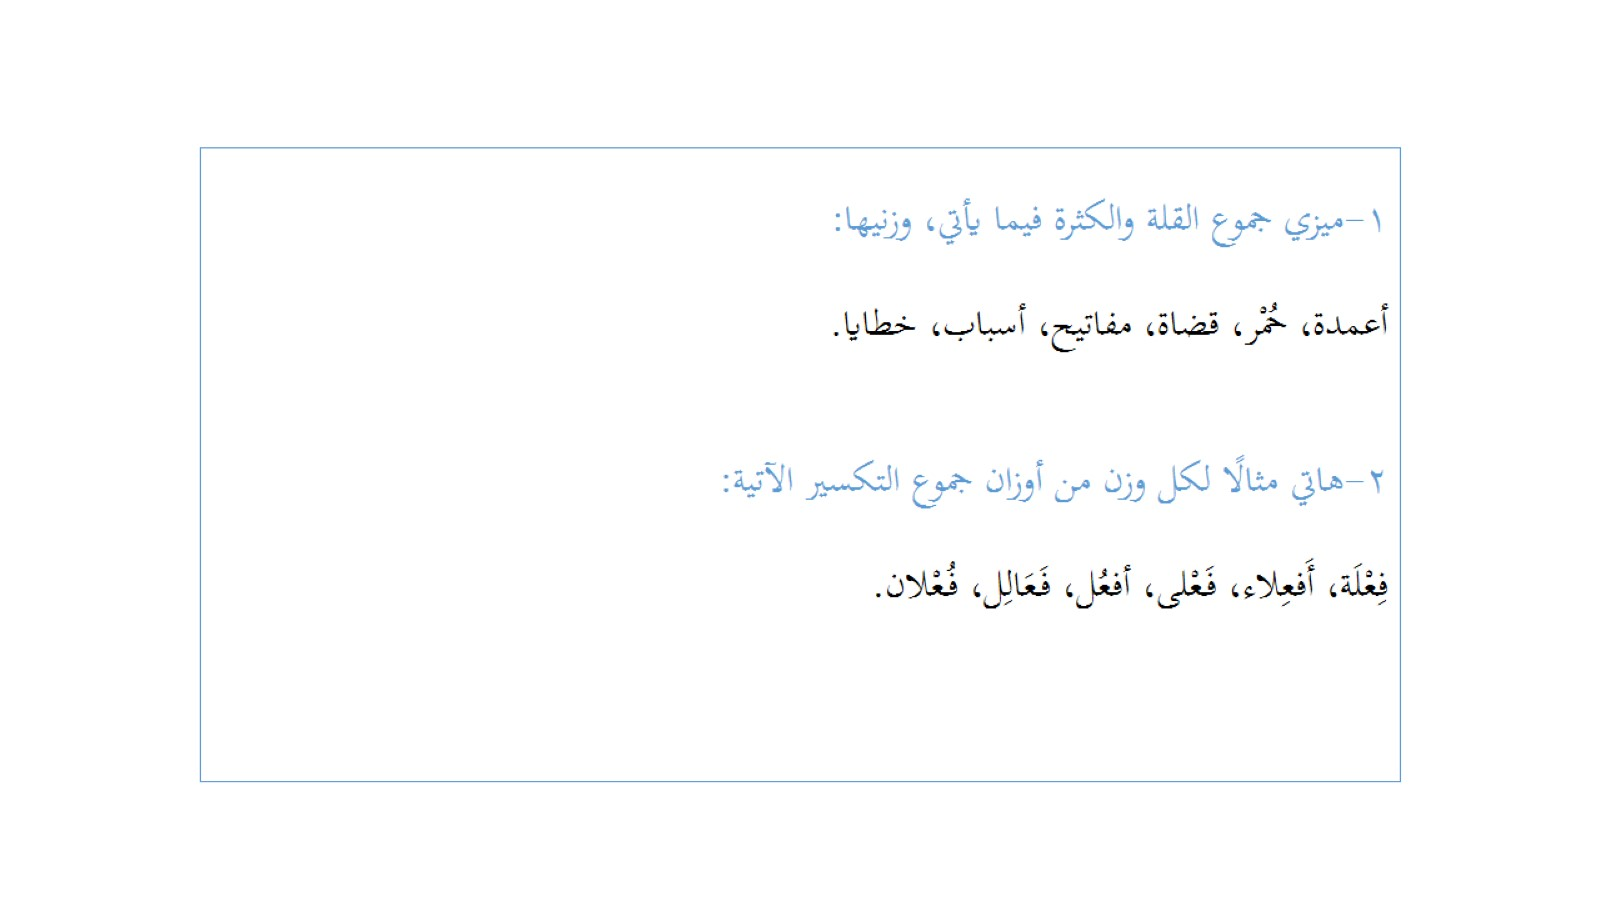 ١-ميزي جموع القلة والكثرة فيما يأتي، وزنيها:
أعمدة، حُمْر، قضاة، مفاتيح، أسباب، خطايا.
٢-هاتي مثالًا لكل وزن من أوزان جموع التكسير الآتية:
فِعْلَة، أَفعِلاء، فَعْلى، أفعُل، فَعَالِل، فُعْلان.